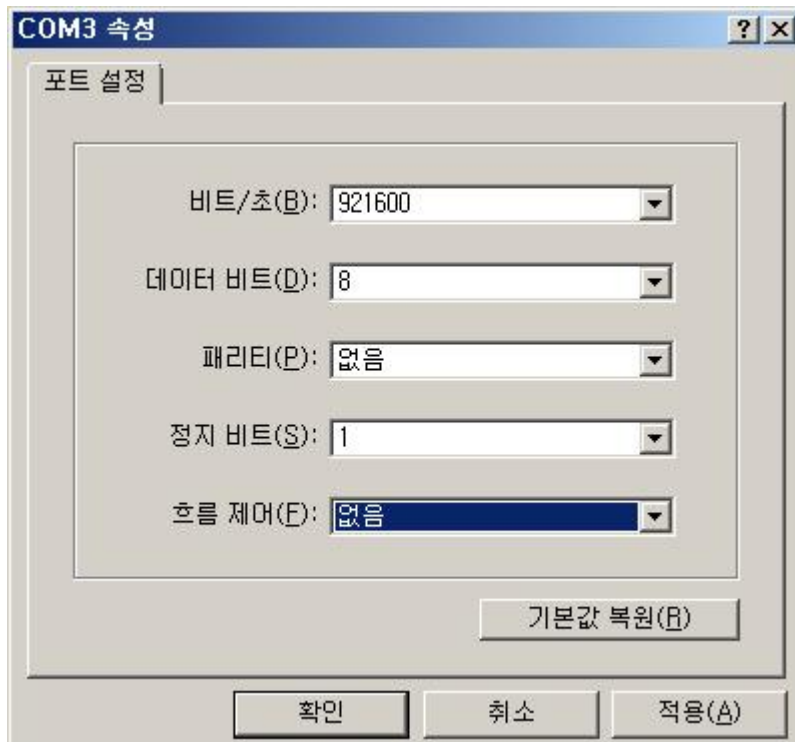 COM3 속성
포트 설정
비트/초(B): 921600
데이터 비트(D): 8
패리티(P): 없음
정지 비트(S): 1
흐름 제어(F): 없음
기본값 복원(R)
확인 취소 적용(A)